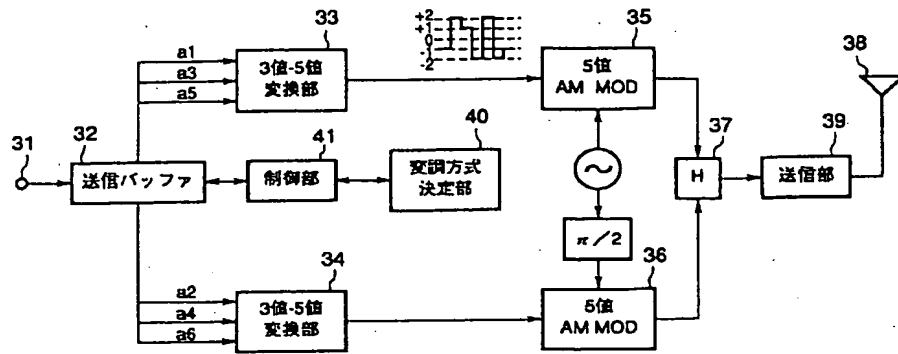 33
+2
+1
0
-1
-2
35
38
a1
a3
a5
3値-5値
変換部
5値
AM MOD
31
32
送信バッファ
41
制御部
40
変調方式
決定部
37
H
39
送信部
π/2
34
36
a2
a4
a6
3値-5値
変換部
5値
AM MOD